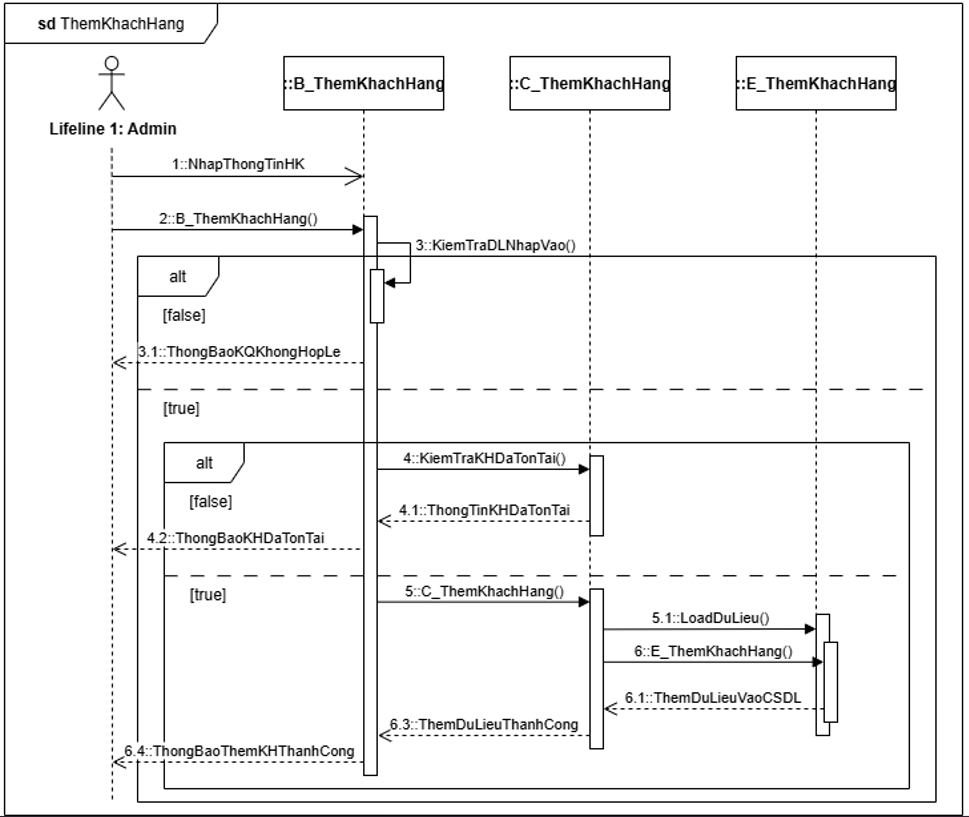 sd ThemKhachHang
::B_ThemKhachHang
::C_ThemKhachHang
::E_ThemKhachHang
Lifeline 1: Admin
1::NhapThongTinHK
2::B_ThemKhachHang()
3::KiemTraDLNhapVao()
alt
[false]
3.1::ThongBaoKQKhongHopLe
[true]
alt
4::KiemTraKHDaTonTai()
[false]
4.1::ThongTinKHDaTonTai
4.2::ThongBaoKHDaTonTai
[true]
5::C_ThemKhachHang()
5.1::LoadDuLieu()
6::E_ThemKhachHang()
6.1::ThemDuLieuVaoCSDL
6.3::ThemDuLieuThanhCong
6.4::ThongBaoThemKHThanhCong